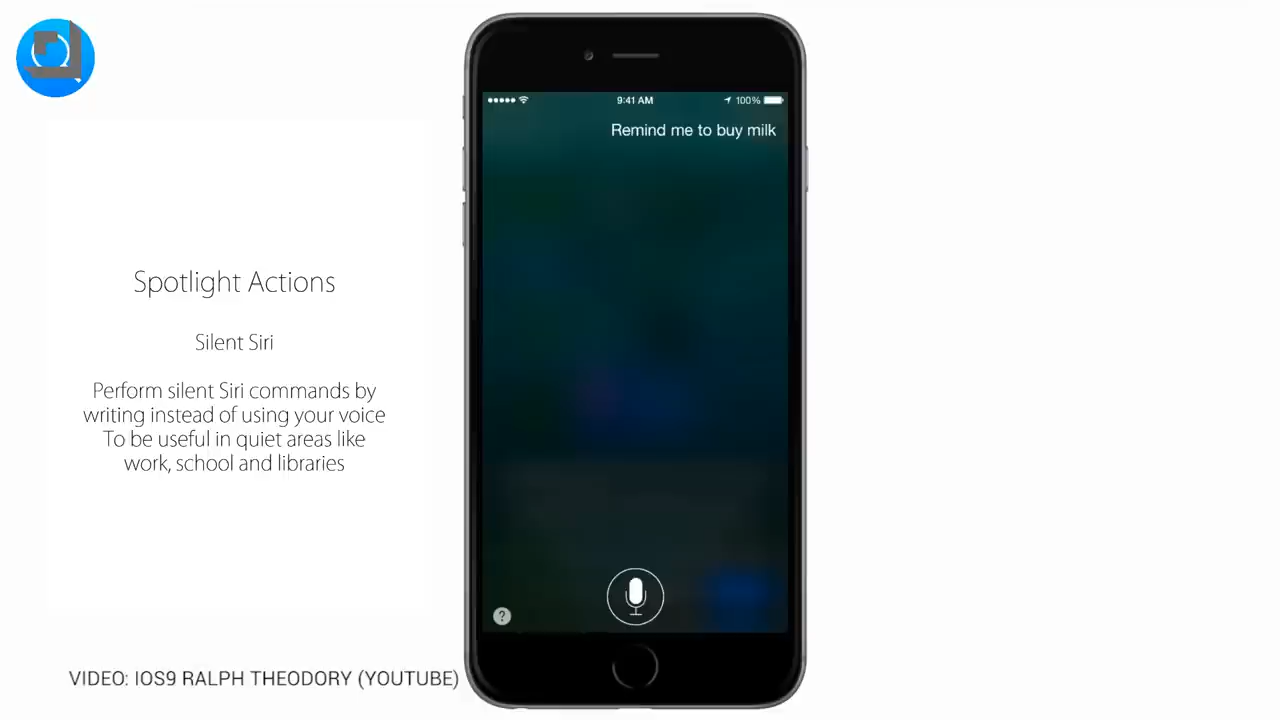 9:41 AM
100%
Remind me to buy milk
Spotlight Actions
Silent Siri
Perform silent Siri commands by
writing instead of using your voice
To be useful in quiet areas like
work, school and libraries
?
VIDEO: IOS9 RALPH THEODORY (YOUTUBE)